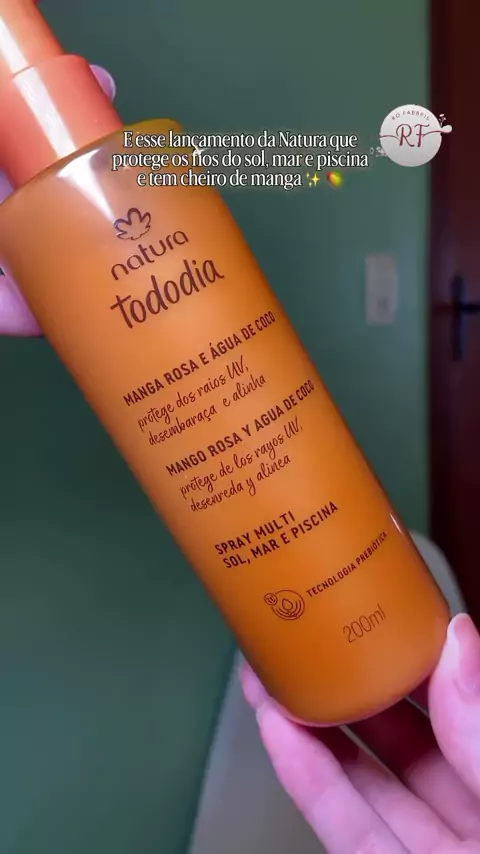 E esse lançamento da Natura que
protege os fios do sol, mar e piscina
e tem cheiro de manga ✨ 🥭
RO FABBRIS
RF
natura
tododia
MANGA ROSA E ÁGUA DE COCO
protege dos raios UV,
desembaraça e alinha
MANGO ROSA Y AGUA DE COCO
protege de los rayos UV,
desenreda y alinea
SPRAY MULTI
SOL, MAR E PISCINA
TECNOLOGIA PREBIÓTICA
200ml